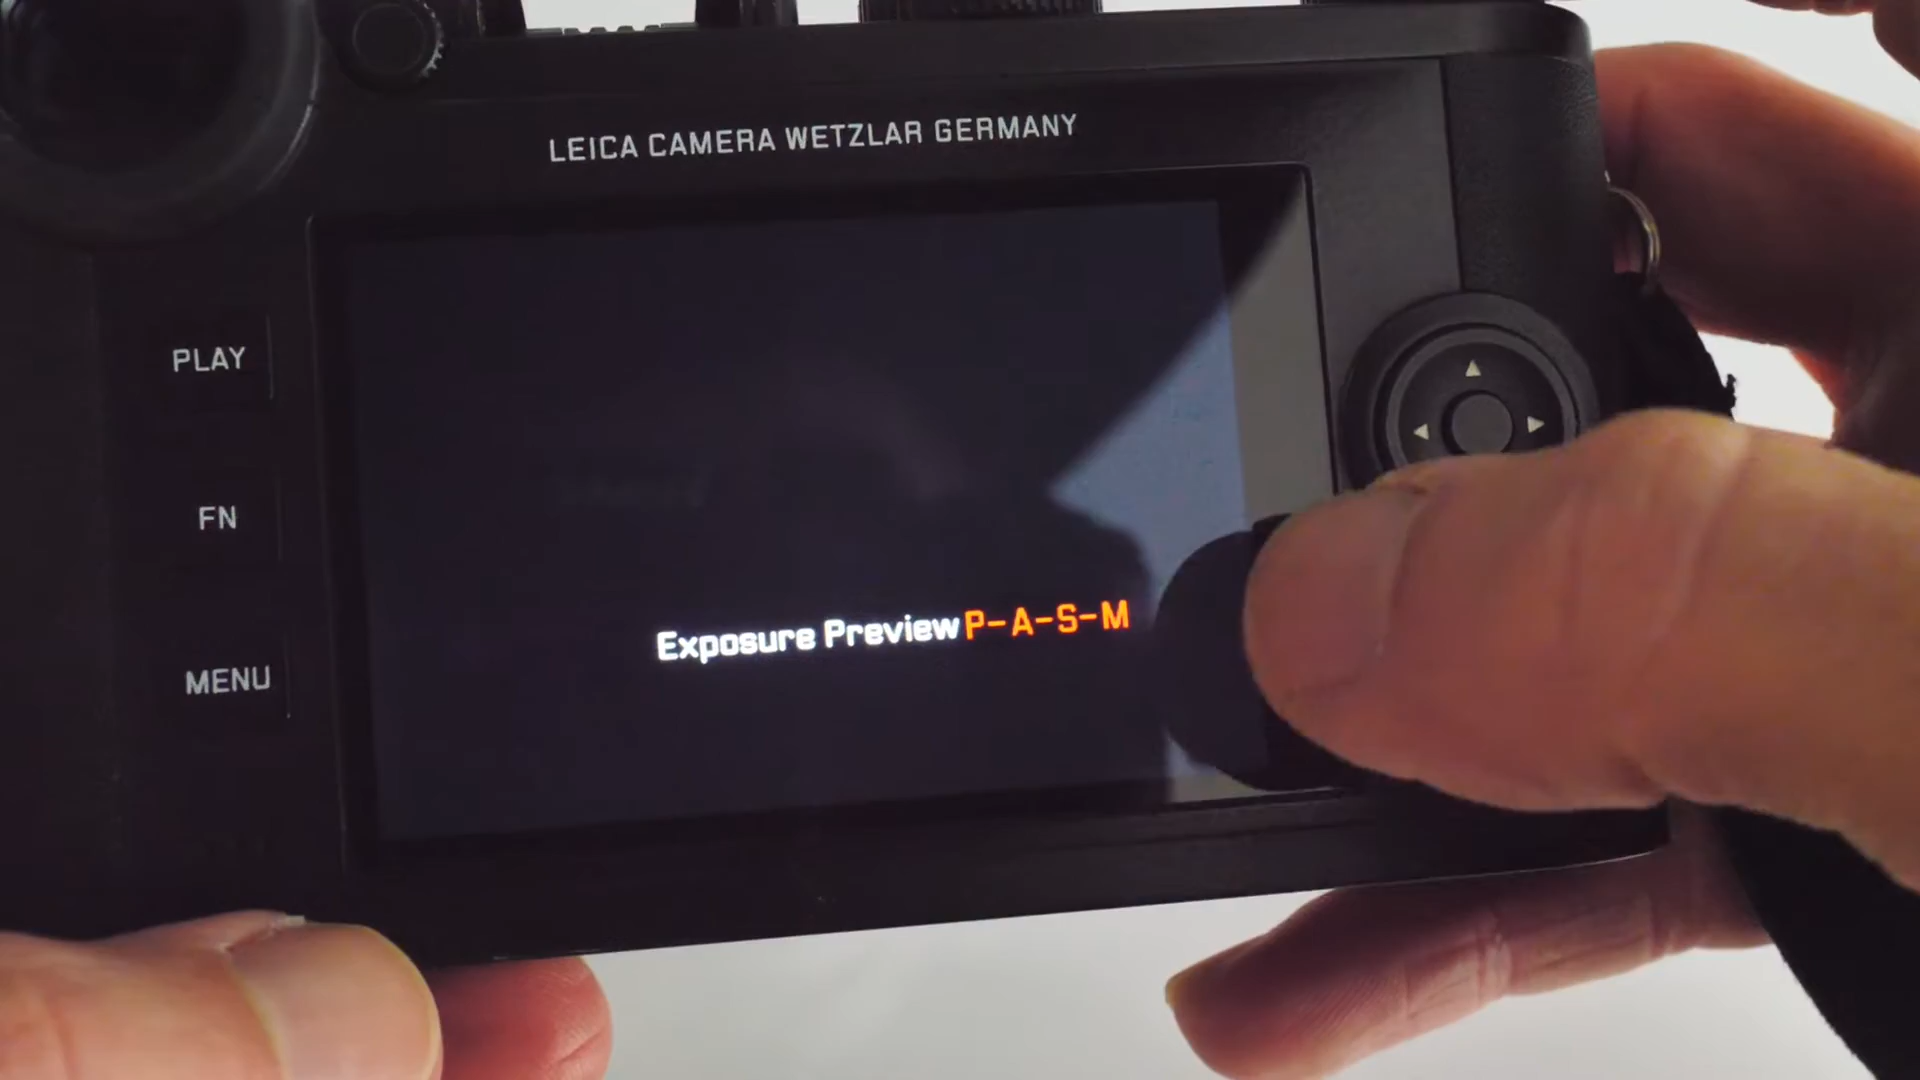 LEICA CAMERA WETZLAR GERMANY
PLAY
FN
MENU
Exposure Preview P-A-S-M